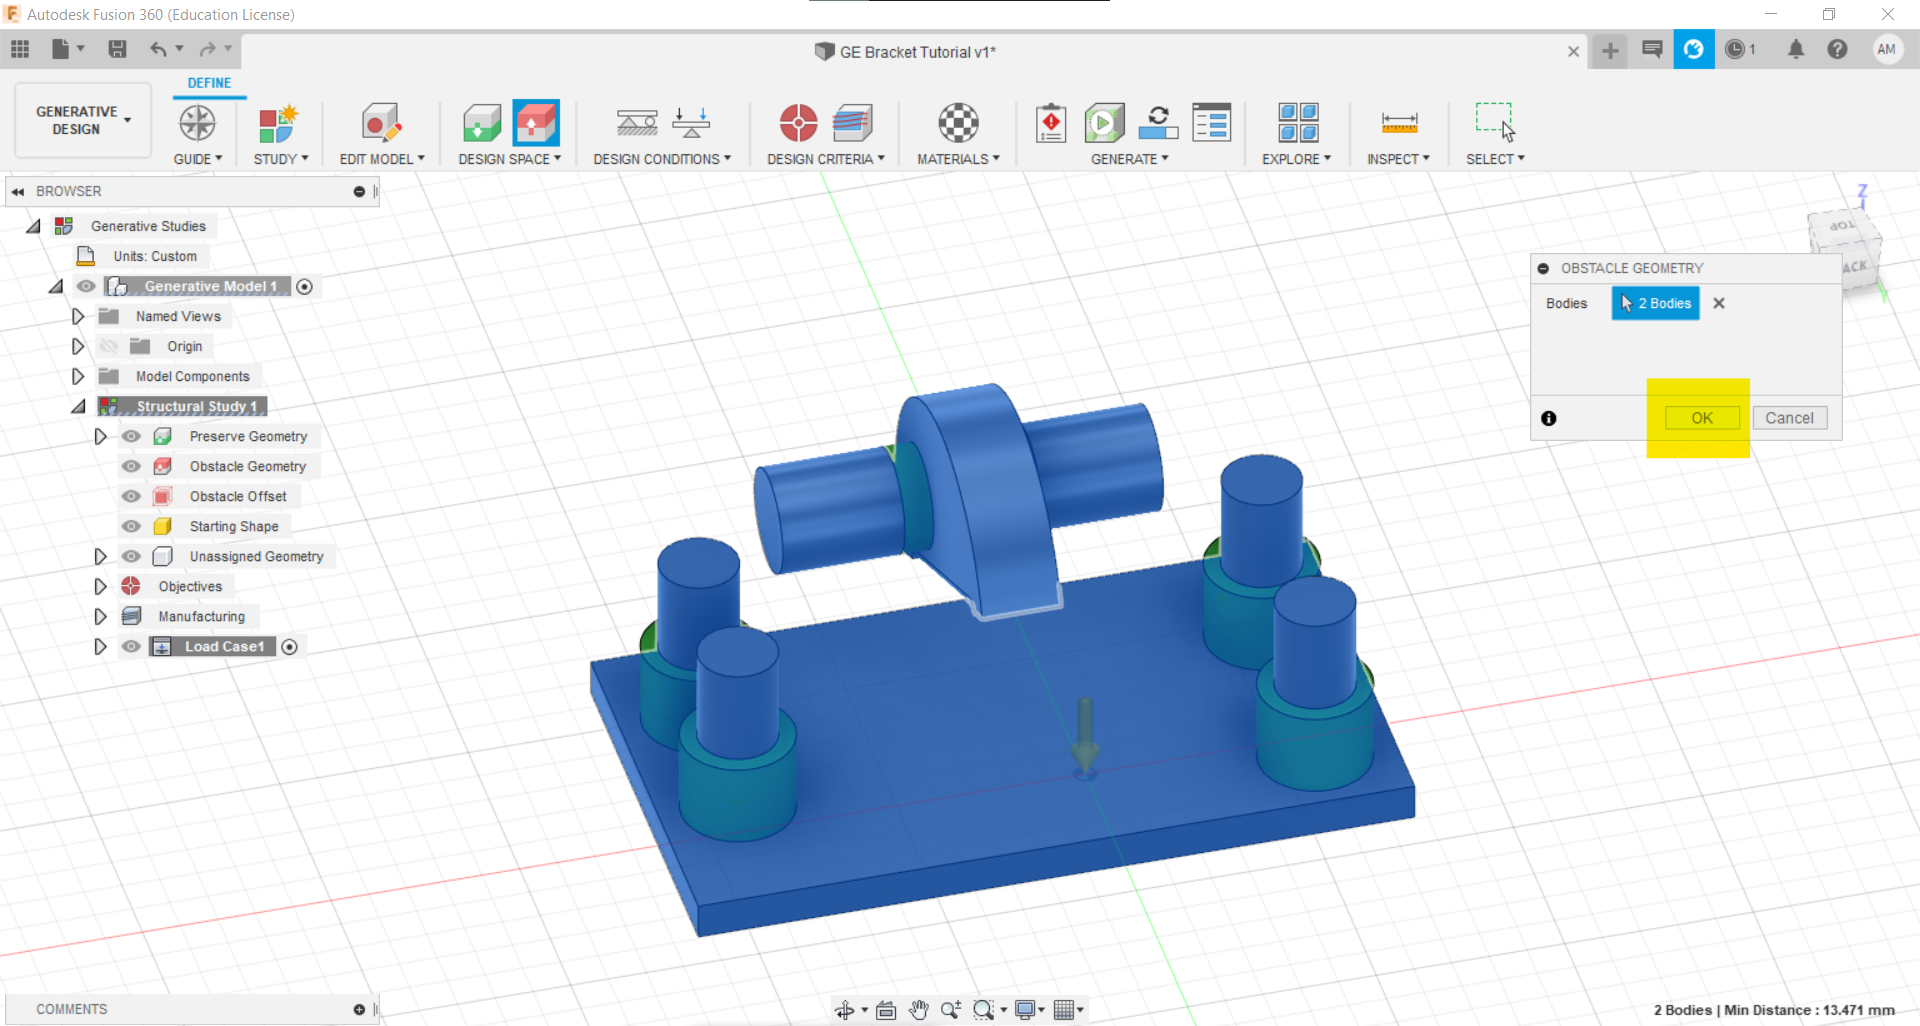 Autodesk Fusion 360 (Education License)
GE Bracket Tutorial v1*
1
AM
DEFINE
GENERATIVE
DESIGN
GUIDE
STUDY
EDIT MODEL
DESIGN SPACE
DESIGN CONDITIONS
DESIGN CRITERIA
MATERIALS
GENERATE
EXPLORE
INSPECT
SELECT
BROWSER
Generative Studies
Units: Custom
Generative Model 1
Named Views
Origin
Model Components
Structural Study 1
Preserve Geometry
Obstacle Geometry
Obstacle Offset
Starting Shape
Unassigned Geometry
Objectives
Manufacturing
Load Case1
Z
TOP
ACK
Y
OBSTACLE GEOMETRY
Bodies
2 Bodies
OK
Cancel
COMMENTS
2 Bodies | Min Distance : 13.471 mm